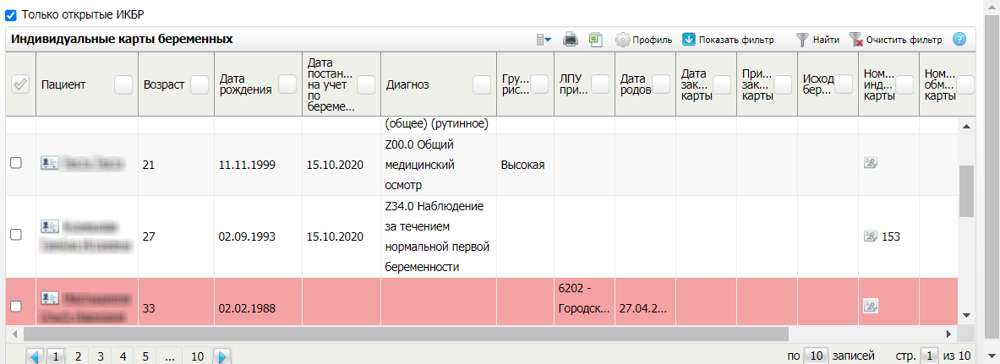 Только открытые ИКБР
Индивидуальные карты беременных
Профиль Показать фильтр Найти Очистить фильтр
Пациент
Возраст
Дата
рождения
Дата
постан...
на учет
по
береме...
Диагноз
Гру...
рис...
ЛПУ
при...
Дата
родов
Дата
зак...
карты
При...
зак...
карты
Исход
бер...
Ном...
инд...
карты
Ном...
обм...
карты
(общее) (рутинное)
21 11.11.1999 15.10.2020
Z00.0 Общий
медицинский
осмотр
Высокая
27 02.09.1993 15.10.2020
Z34.0 Наблюдение
за течением
нормальной первой
беременности
153
33 02.02.1988
6202 -
Городск...
27.04.2...
1 2 3 4 5 ... 10 по 10 записей стр. 1 из 10